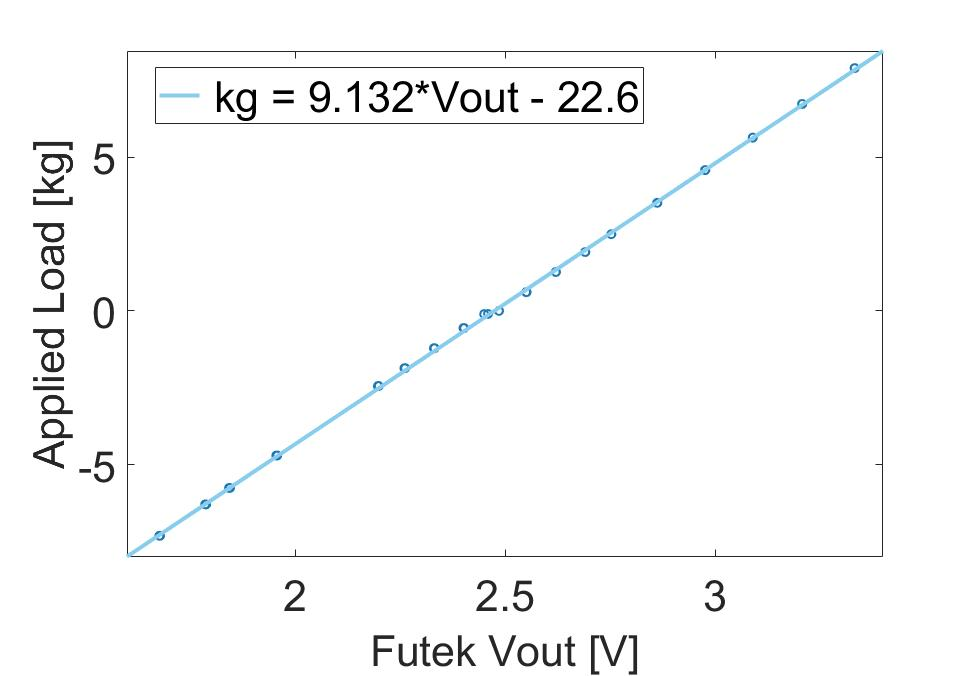 kg = 9.132*Vout - 22.6
Applied Load [kg]
5
0
-5
2
2.5
3
Futek Vout [V]